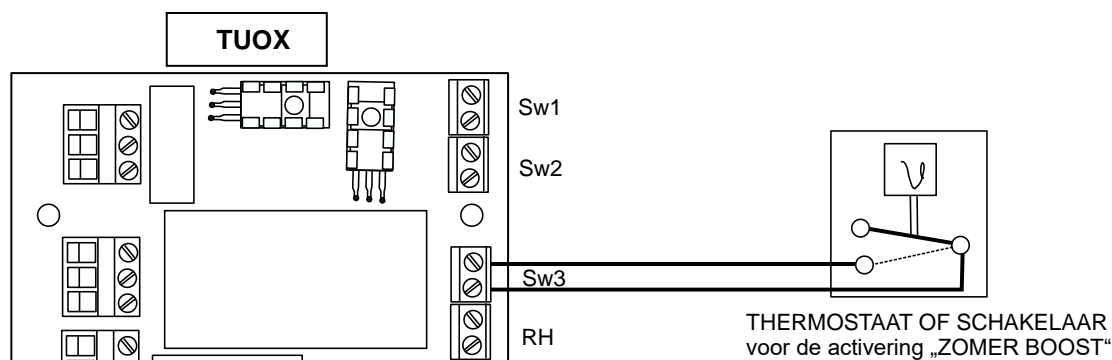 TUOX
Sw1
Sw2
Sw3
RH
THERMOSTAAT OF SCHAKELAAR
voor de activering „ZOMER BOOST“